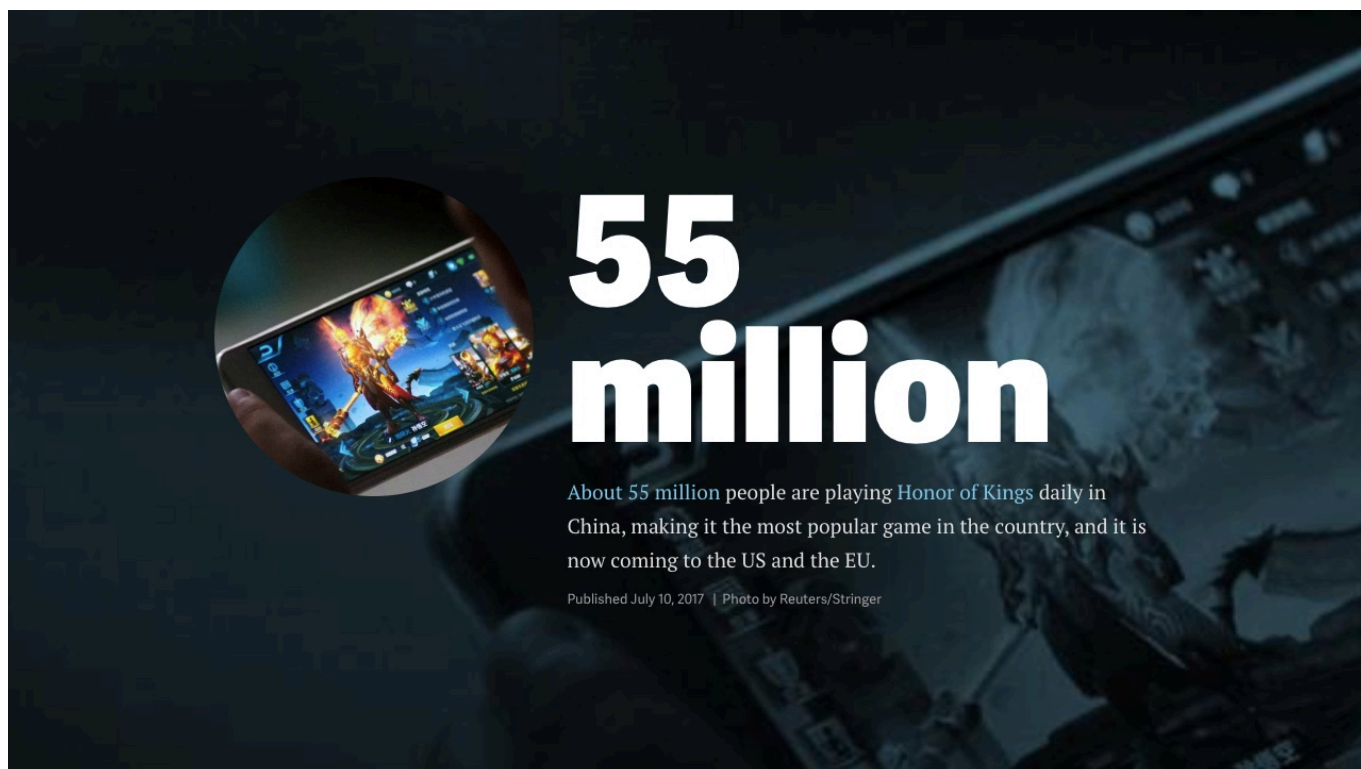 55
million
About 55 million people are playing Honor of Kings daily in
China, making it the most popular game in the country, and it is
now coming to the US and the EU.
Published July 10, 2017 | Photo by Reuters/Stringer